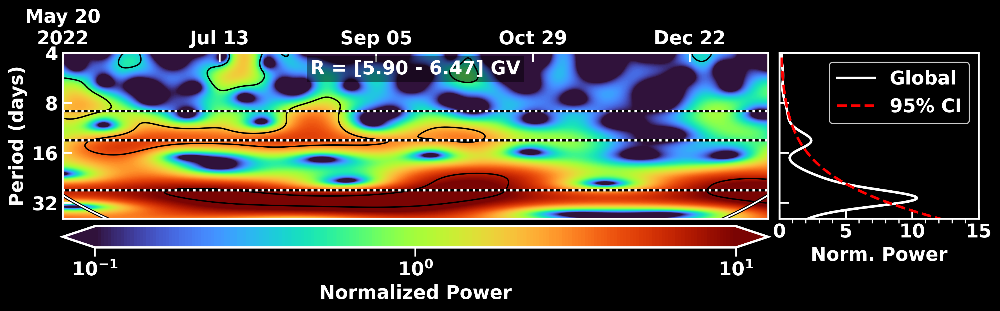 May 20
2022
Jul 13
Sep 05
Oct 29
Dec 22
4
8
16
32
Period (days)
R = [5.90 - 6.47] GV
Global
95% CI
0
5
10
15
Norm. Power
10⁻¹
10⁰
10¹
Normalized Power